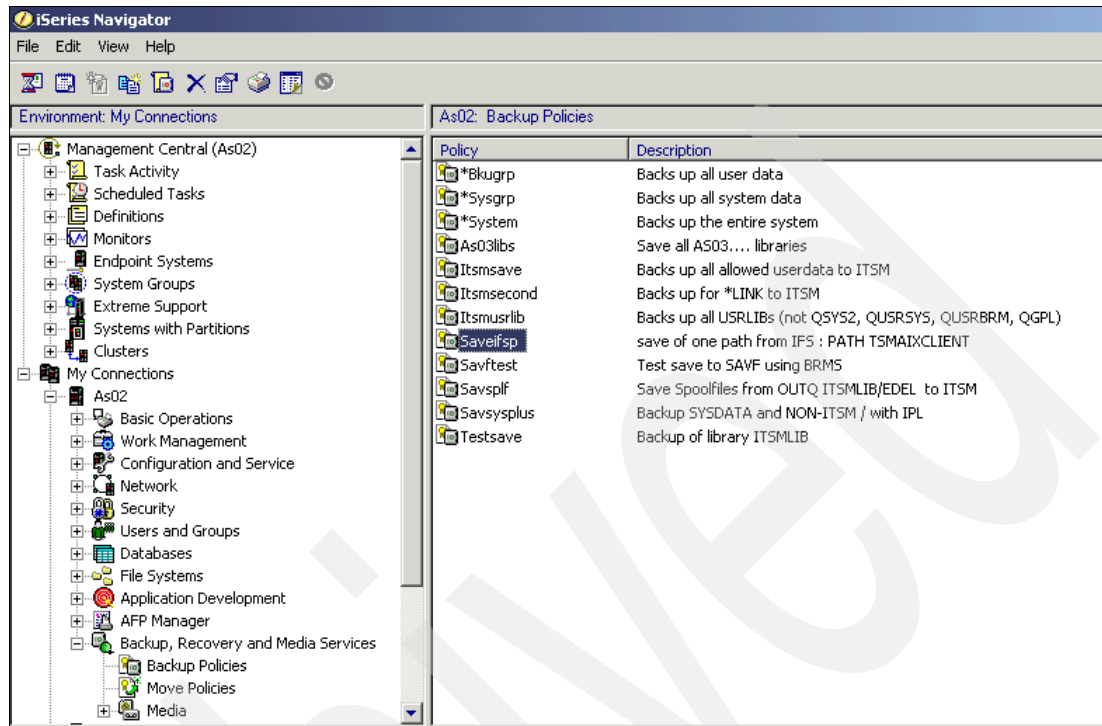 iSeries Navigator
File Edit View Help
Environment: My Connections
As02: Backup Policies
Management Central (As02)
Task Activity
Scheduled Tasks
Definitions
Monitors
Endpoint Systems
System Groups
Extreme Support
Systems with Partitions
Clusters
My Connections
As02
Basic Operations
Work Management
Configuration and Service
Network
Security
Users and Groups
Databases
File Systems
Application Development
AFP Manager
Backup, Recovery and Media Services
Backup Policies
Move Policies
Media
Policy Description
*Bkugrp Backs up all user data
*Sysgrp Backs up all system data
*System Backs up the entire system
As03libs Save all AS03.... libraries
Itsmsave Backs up all allowed userdata to ITSM
Itsmsecond Backs up for *LINK to ITSM
Itsmusrlib Backs up all USRLIBs (not QSYS2, QUSRSYS, QUSRBRM, QGPL)
Saveifsp save of one path from IFS : PATH TSMAIXCLIENT
Savftest Test save to SAVF using BRMS
Savsplf Save Spoolfiles from OUTQ ITSMLIB/EDEL to ITSM
Savsysplus Backup SYSDATA and NON-ITSM / with IPL
Testsave Backup of library ITSMLIB